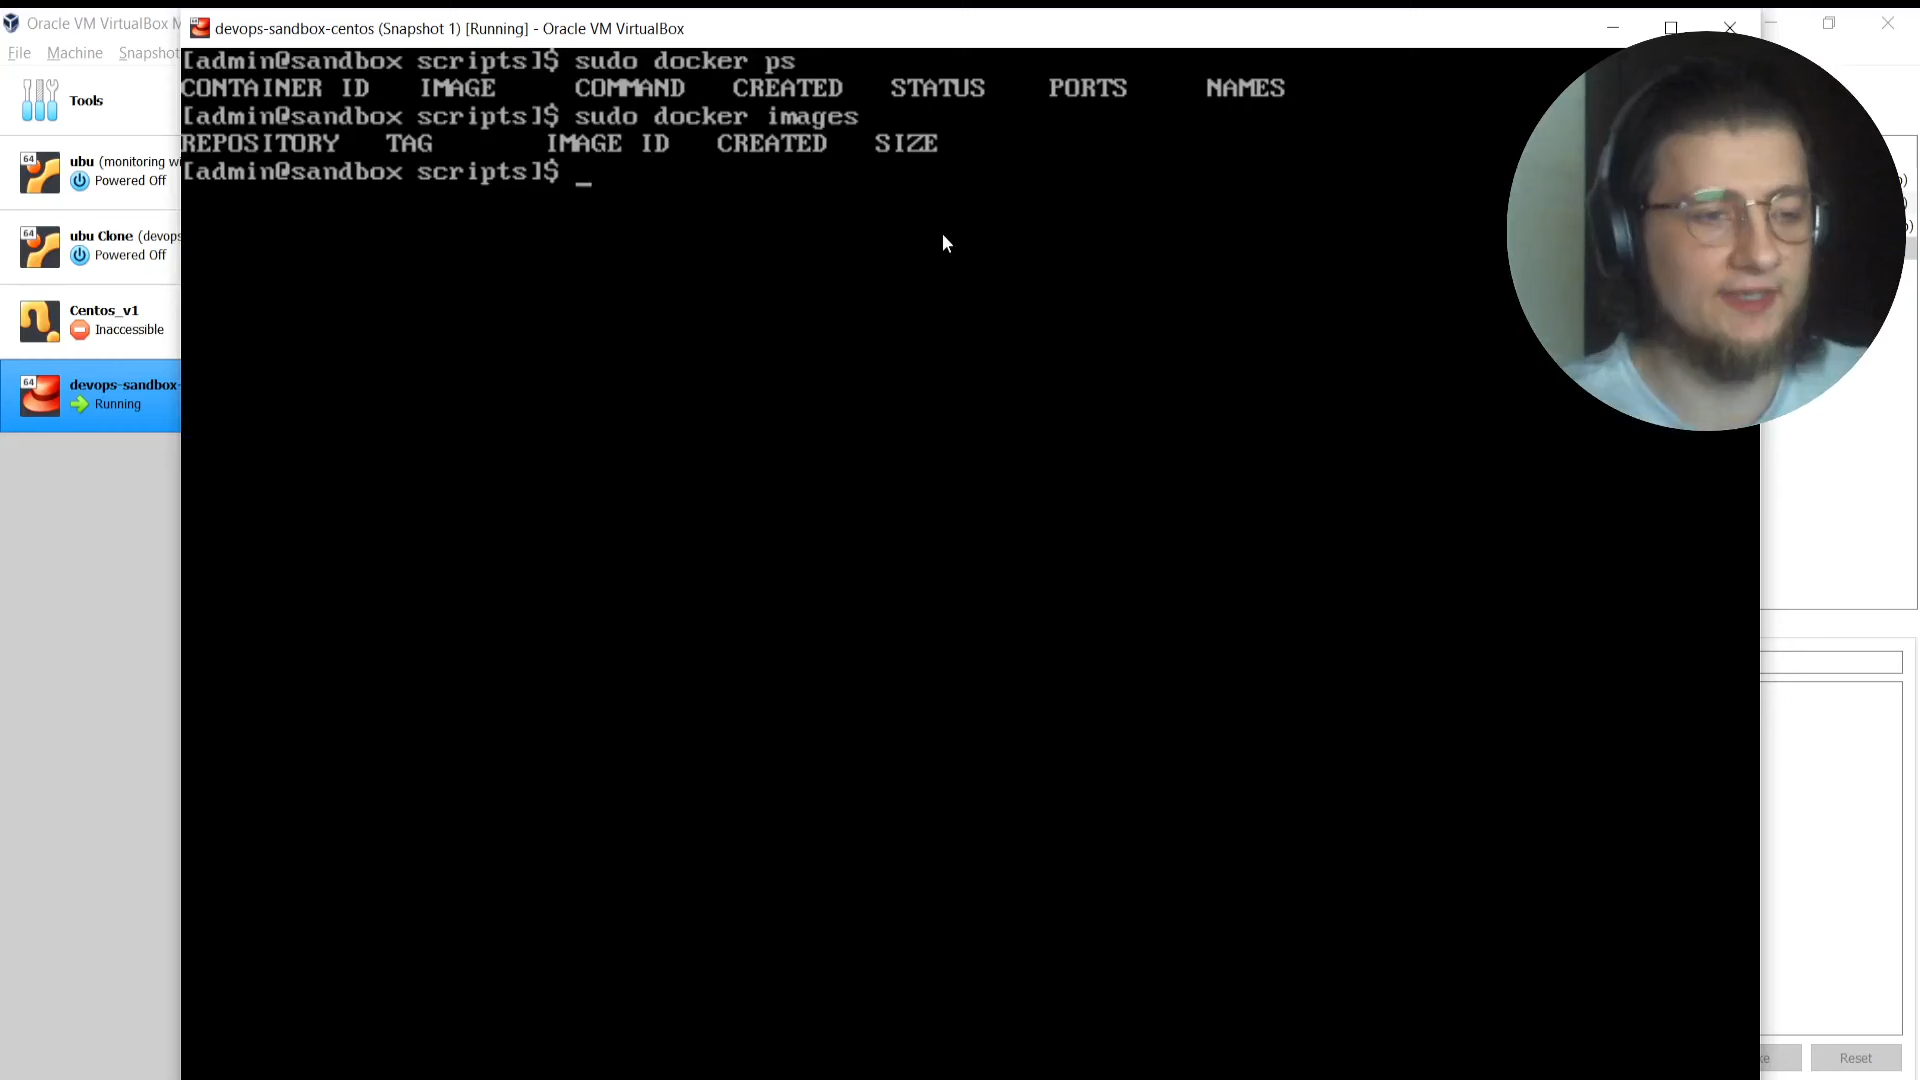 Oracle VM VirtualBox M
devops-sandbox-centos (Snapshot 1) [Running] - Oracle VM VirtualBox
File Machine Snapshot
Tools
64
ubu (monitoring wi
Powered Off
64
ubu Clone (devops
Powered Off
Centos_v1
Inaccessible
64
devops-sandbox-
Running
[admin@sandbox scripts]$ sudo docker ps
CONTAINER ID IMAGE COMMAND CREATED STATUS PORTS NAMES
[admin@sandbox scripts]$ sudo docker images
REPOSITORY TAG IMAGE ID CREATED SIZE
[admin@sandbox scripts]$ _
Reset